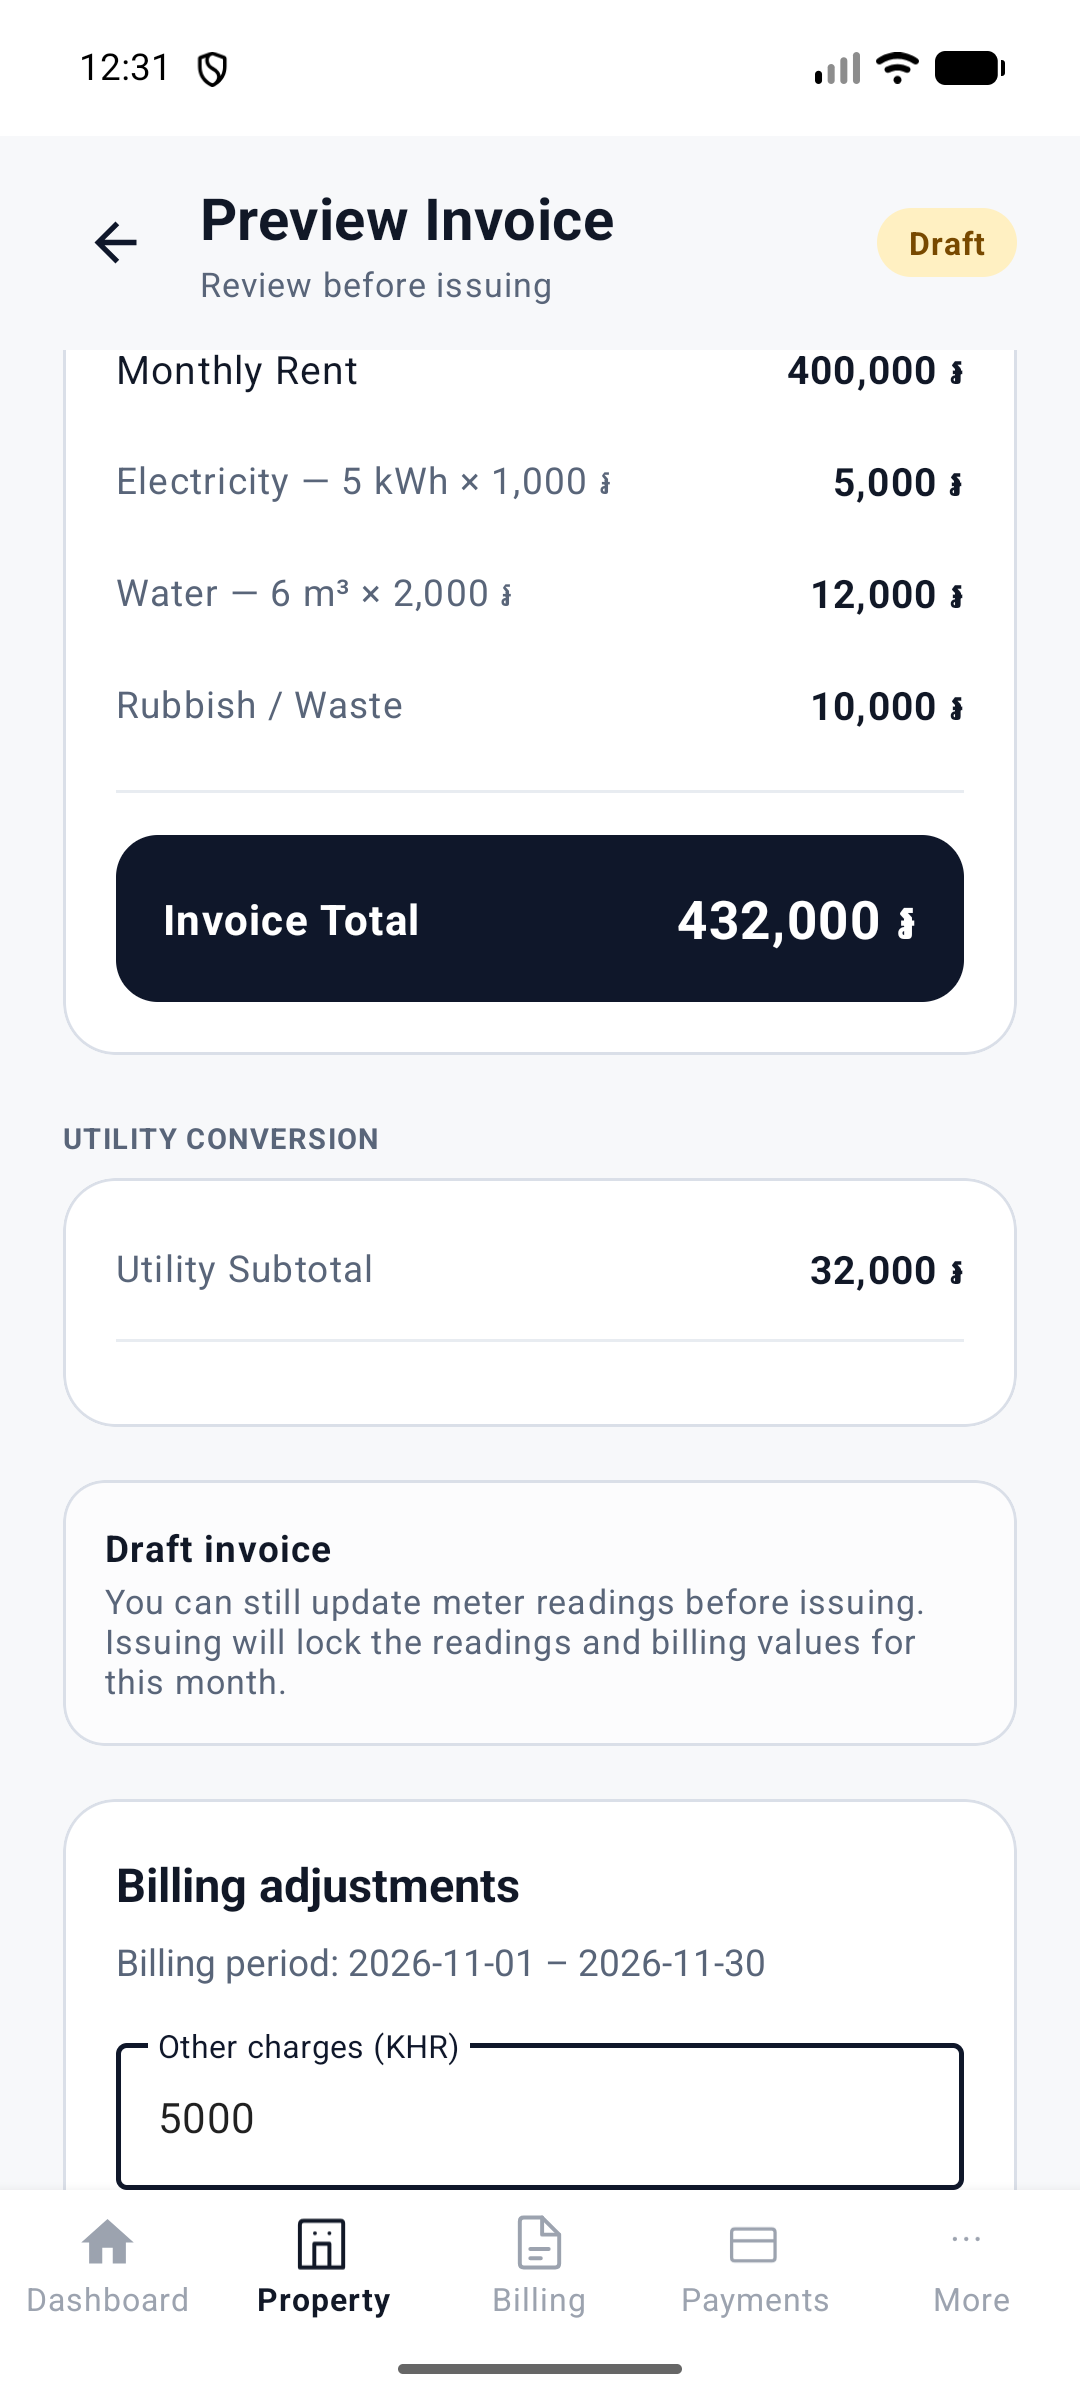 12:31
Preview Invoice
Draft
Review before issuing
Monthly Rent 400,000 ៛
Electricity — 5 kWh × 1,000 ៛ 5,000 ៛
Water — 6 m³ × 2,000 ៛ 12,000 ៛
Rubbish / Waste 10,000 ៛
Invoice Total 432,000 ៛
UTILITY CONVERSION
Utility Subtotal 32,000 ៛
Draft invoice
You can still update meter readings before issuing.
Issuing will lock the readings and billing values for
this month.
Billing adjustments
Billing period: 2026-11-01 – 2026-11-30
Other charges (KHR)
5000
Dashboard Property Billing Payments More